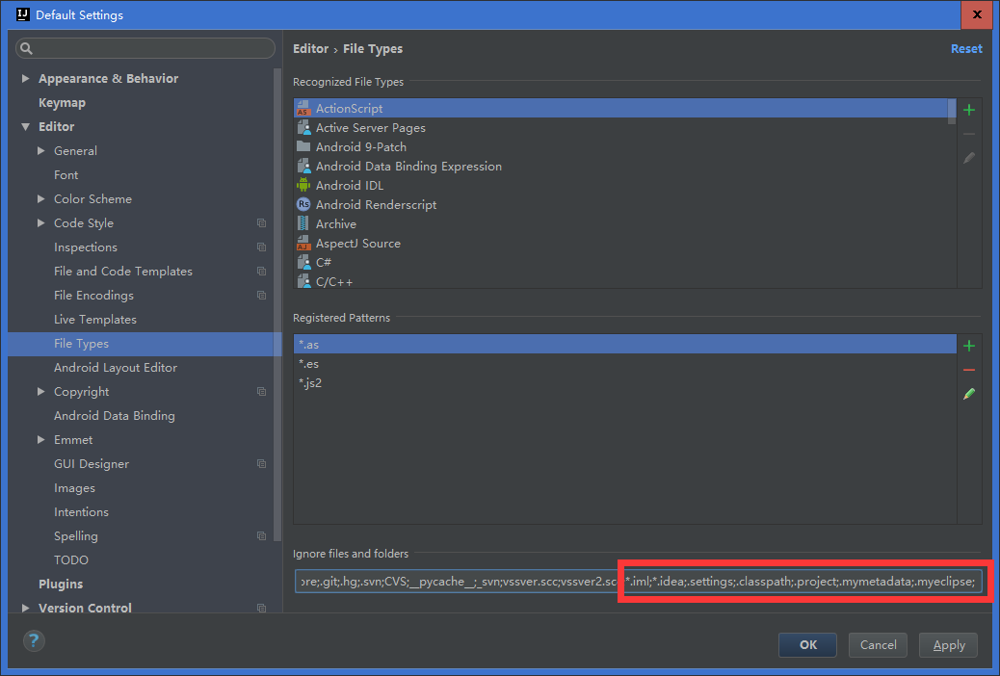 IJ Default Settings x
Appearance & Behavior
Keymap
Editor
General
Font
Color Scheme
Code Style
Inspections
File and Code Templates
File Encodings
Live Templates
File Types
Android Layout Editor
Copyright
Android Data Binding
Emmet
GUI Designer
Images
Intentions
Spelling
TODO
Plugins
Version Control
Editor › File Types Reset
Recognized File Types
AS ActionScript
Active Server Pages
Android 9-Patch
Android Data Binding Expression
Android IDL
Rs Android Renderscript
Archive
AJ AspectJ Source
C#
C/C++
Registered Patterns
*.as
*.es
*.js2
Ignore files and folders
ore;.git;.hg;.svn;CVS;__pycache__;_svn;vssver.scc;vssver2.sc *.iml;*.idea;.settings;.classpath;.project;.mymetadata;.myeclipse;
? OK Cancel Apply